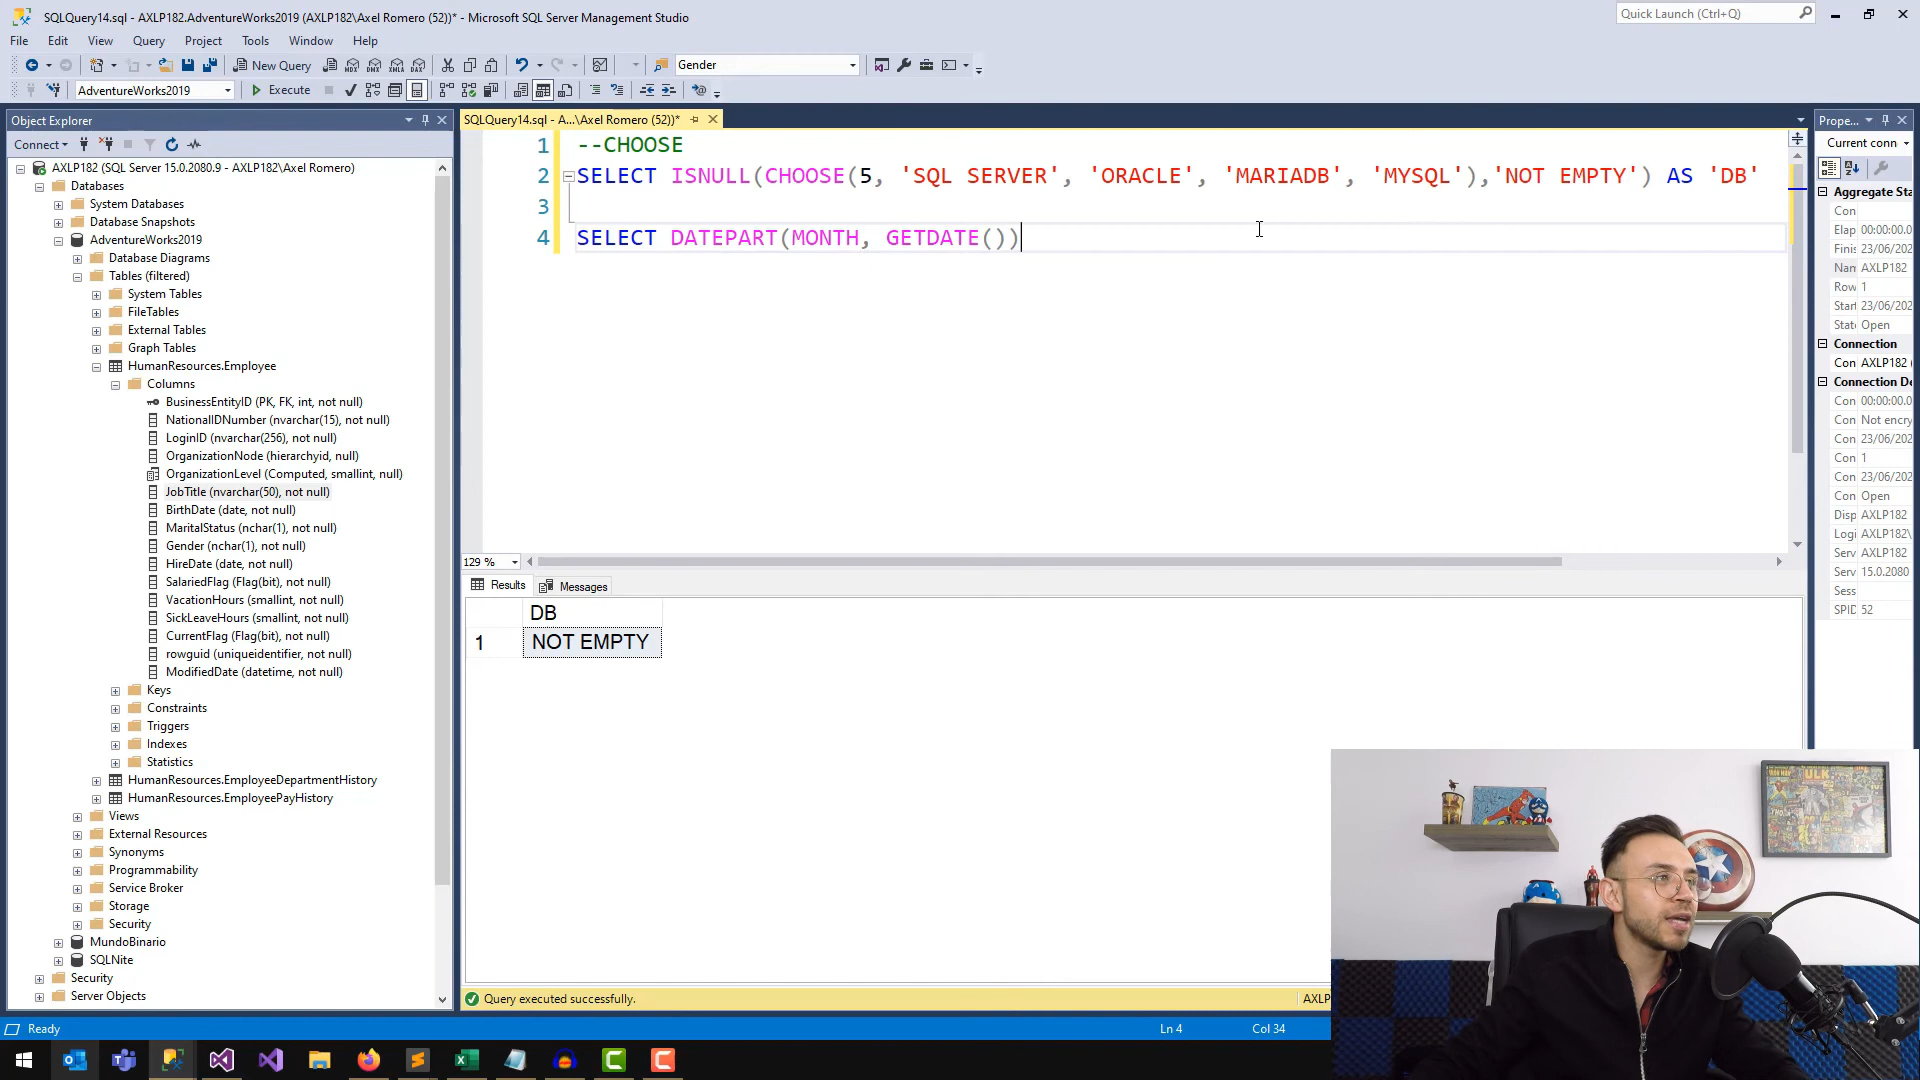 SQLQuery14.sql - AXLP182.AdventureWorks2019 (AXLP182\Axel Romero (52))* - Microsoft SQL Server Management Studio
Quick Launch (Ctrl+Q)
File Edit View Query Project Tools Window Help
New Query
MDX DMX XMLA DAX
Gender
AdventureWorks2019
Execute
Object Explorer
Connect
AXLP182 (SQL Server 15.0.2080.9 - AXLP182\Axel Romero)
Databases
System Databases
Database Snapshots
AdventureWorks2019
Database Diagrams
Tables (filtered)
System Tables
FileTables
External Tables
Graph Tables
HumanResources.Employee
Columns
BusinessEntityID (PK, FK, int, not null)
NationalIDNumber (nvarchar(15), not null)
LoginID (nvarchar(256), not null)
OrganizationNode (hierarchyid, null)
OrganizationLevel (Computed, smallint, null)
JobTitle (nvarchar(50), not null)
BirthDate (date, not null)
MaritalStatus (nchar(1), not null)
Gender (nchar(1), not null)
HireDate (date, not null)
SalariedFlag (Flag(bit), not null)
VacationHours (smallint, not null)
SickLeaveHours (smallint, not null)
CurrentFlag (Flag(bit), not null)
rowguid (uniqueidentifier, not null)
ModifiedDate (datetime, not null)
Keys
Constraints
Triggers
Indexes
Statistics
HumanResources.EmployeeDepartmentHistory
HumanResources.EmployeePayHistory
Views
External Resources
Synonyms
Programmability
Service Broker
Storage
Security
MundoBinario
SQLNite
Security
Server Objects
SQLQuery14.sql - A...\Axel Romero (52))*
1 --CHOOSE
2 SELECT ISNULL(CHOOSE(5, 'SQL SERVER', 'ORACLE', 'MARIADB', 'MYSQL'),'NOT EMPTY') AS 'DB'
3
4 SELECT DATEPART(MONTH, GETDATE())
129 %
Results Messages
DB
1 NOT EMPTY
Query executed successfully.
AXLP
Prope...
Current conn
Aggregate Sta
Con
Elap 00:00:00.0
Finis 23/06/202
Nan AXLP182
Row 1
Start 23/06/202
State Open
Connection
Con AXLP182 (
Connection De
Con 00:00:00.0
Con Not encry
Con 23/06/202
Con 1
Con 23/06/202
Con Open
Disp AXLP182
Logi AXLP182\
Serv AXLP182
Serv 15.0.2080
Sess
SPID 52
Ready
Ln 4 Col 34